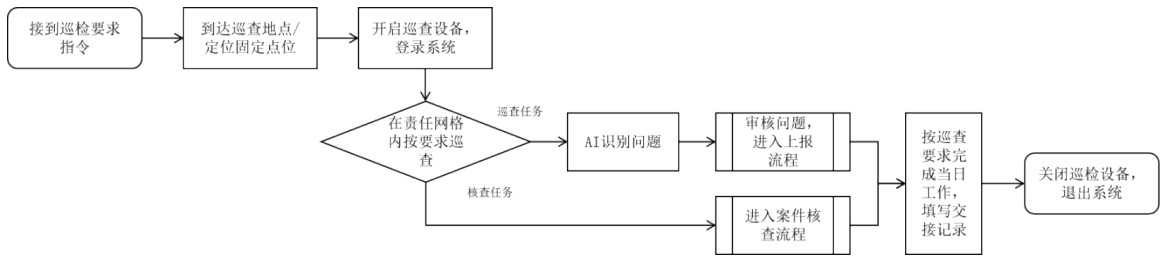 接到巡检要求
指令
到达巡查地点/
定位固定点位
开启巡查设备，
登录系统
在责任网格
内按要求巡
查
巡查任务
AI识别问题
审核问题，
进入上报
流程
核查任务
进入案件核
查流程
按巡查
要求完
成当日
工作，
填写交
接记录
关闭巡检设备，
退出系统